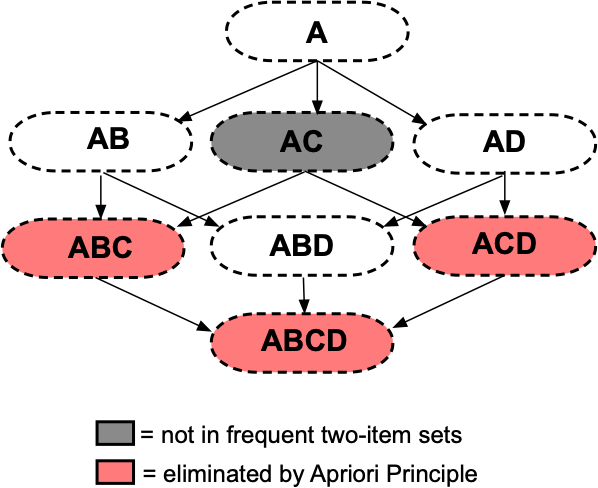 A
AB
AC
AD
ABC
ABD
ACD
ABCD
= not in frequent two-item sets
= eliminated by Apriori Principle